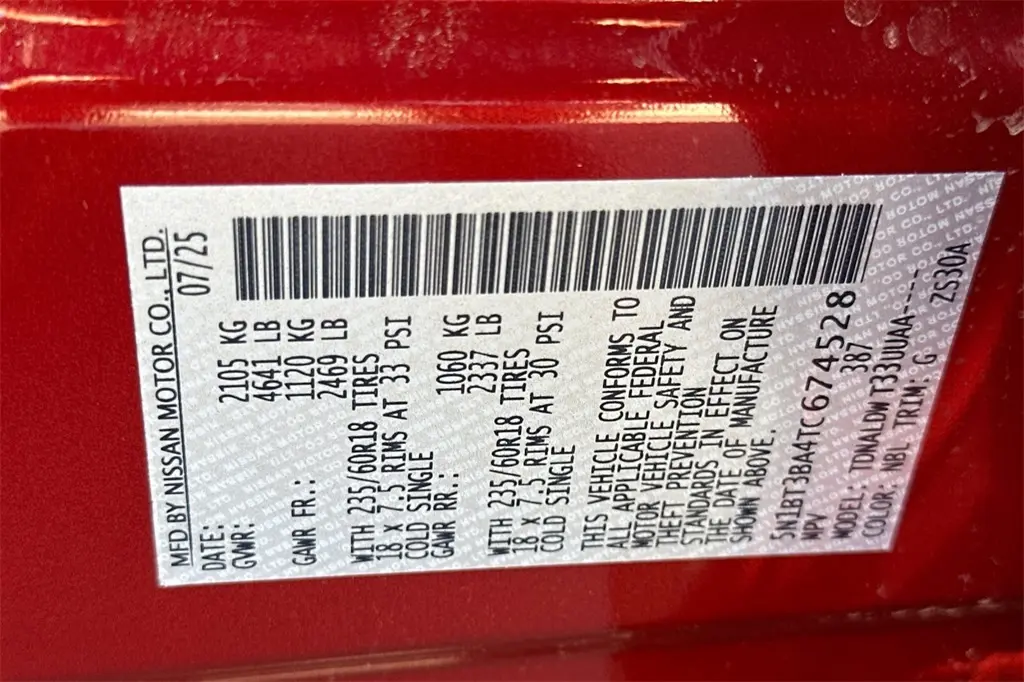 MFD BY NISSAN MOTOR CO., LTD.
DATE: 07/25
GVWR: 2105 KG
4641 LB
GAWR FR.: 1120 KG
2469 LB
WITH 235/60R18 TIRES
18 X 7.5 RIMS AT 33 PSI
COLD SINGLE
GAWR RR.: 1060 KG
2337 LB
WITH 235/60R18 TIRES
18 X 7.5 RIMS AT 30 PSI
COLD SINGLE
THIS VEHICLE CONFORMS TO
ALL APPLICABLE FEDERAL
MOTOR VEHICLE SAFETY AND
THEFT PREVENTION
STANDARDS IN EFFECT ON
THE DATE OF MANUFACTURE
SHOWN ABOVE.
5N1BT3BA4TC674528
MPV 387
MODEL: TDNALDW T33UUAA-----
COLOR: NBL TRIM: G ZS30A